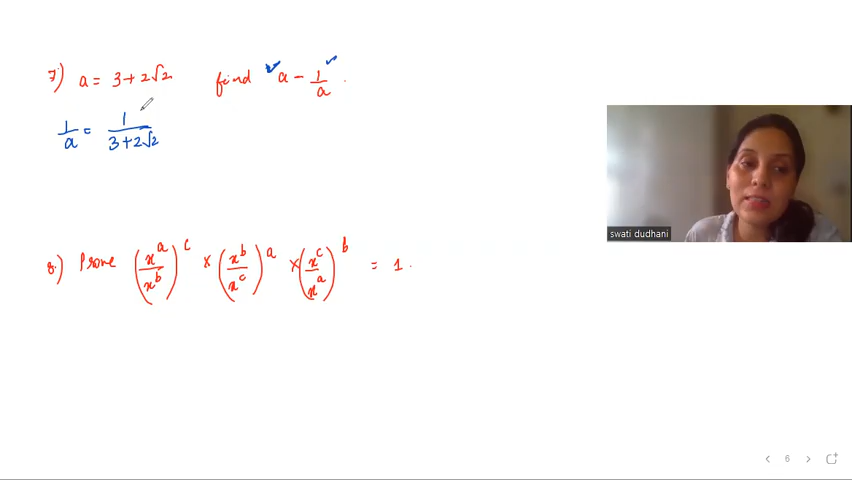 7.) a = 3+2√2 find a - 1/a .
1/a = 1/(3+2√2)
8.) Prove (x^a/x^b)^c × (x^b/x^c)^a × (x^c/x^a)^b = 1.
swati dudhani
6